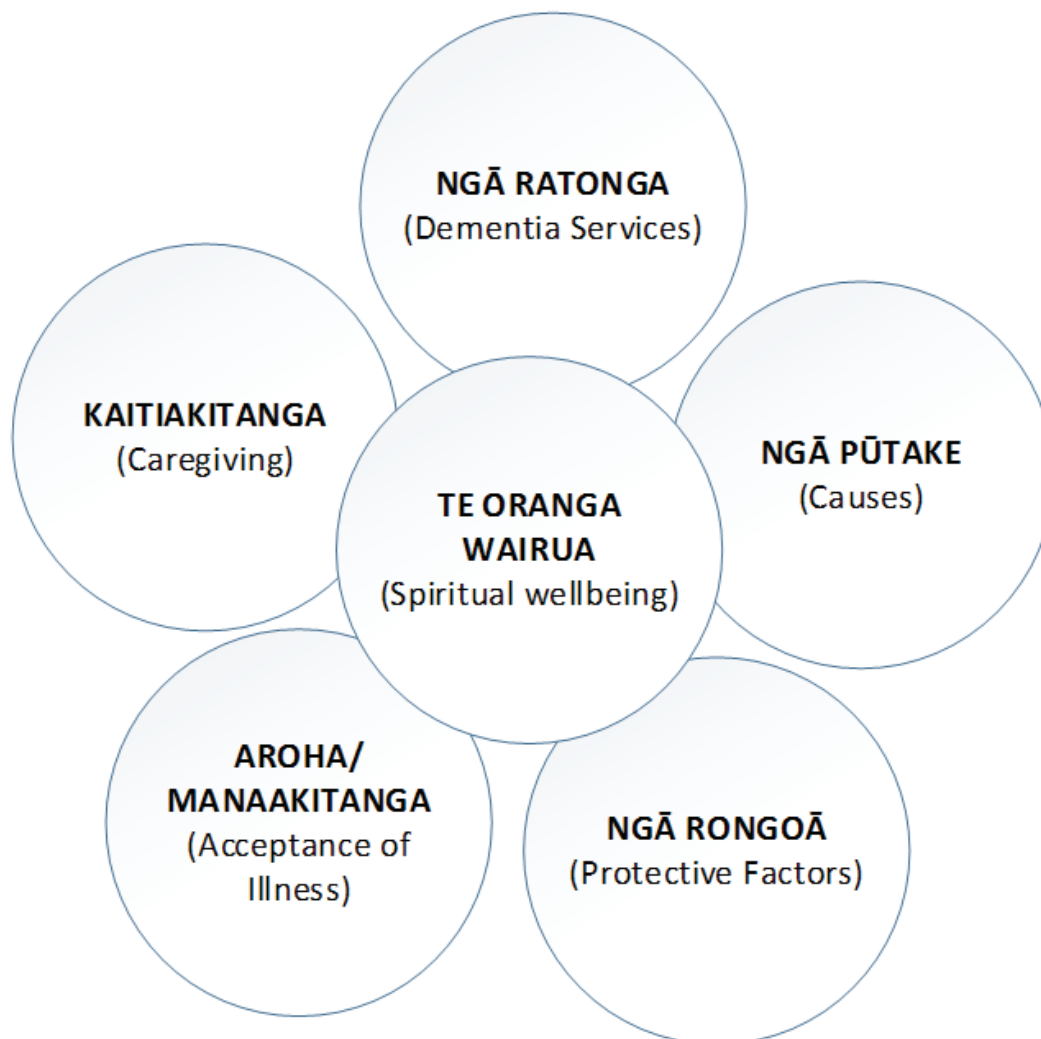 NGĀ RATONGA
(Dementia Services)
KAITIAKITANGA
(Caregiving)
NGĀ PŪTAKE
(Causes)
TE ORANGA
WAIRUA
(Spiritual wellbeing)
AROHA/
MANAAKITANGA
(Acceptance of
Illness)
NGĀ RONGOĀ
(Protective Factors)